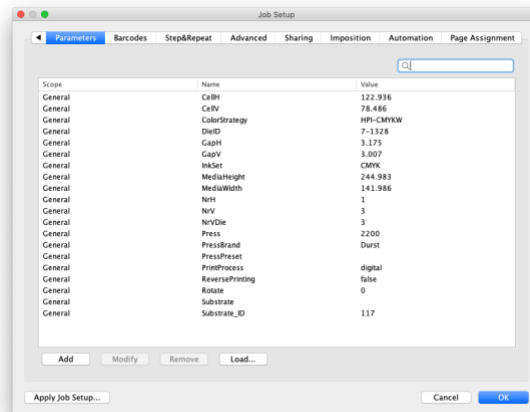 Job Setup
Parameters Barcodes Step&Repeat Advanced Sharing Imposition Automation Page Assignment
Scope Name Value
General CellH 122.936
General CellV 78.486
General ColorStrategy HPI-CMYKW
General DieID 7-1328
General GapH 3.175
General GapV 3.007
General InkSet CMYK
General MediaHeight 244.983
General MediaWidth 141.986
General NrH 1
General NrV 3
General NrVDie 3
General Press 2200
General PressBrand Durst
General PressPreset
General PrintProcess digital
General ReversePrinting false
General Rotate 0
General Substrate
General Substrate_ID 117
Add Modify Remove Load...
Apply Job Setup... Cancel OK